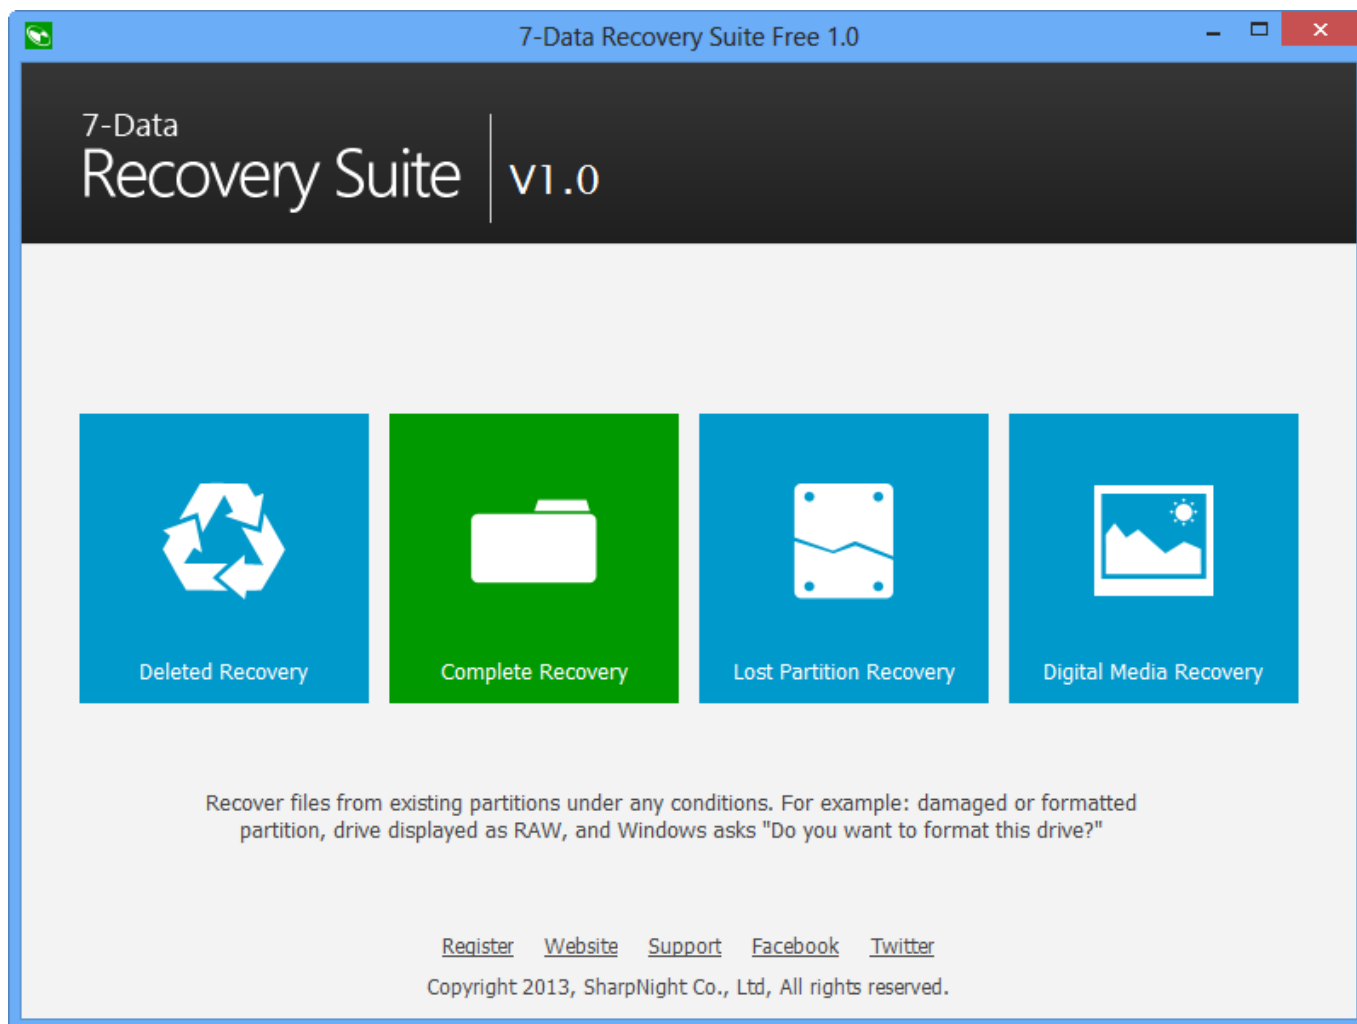 7-Data Recovery Suite Free 1.0
7-Data
Recovery Suite
V1.0
Deleted Recovery
Complete Recovery
Lost Partition Recovery
Digital Media Recovery
Recover files from existing partitions under any conditions. For example: damaged or formatted
partition, drive displayed as RAW, and Windows asks "Do you want to format this drive?"
Register Website Support Facebook Twitter
Copyright 2013, SharpNight Co., Ltd, All rights reserved.